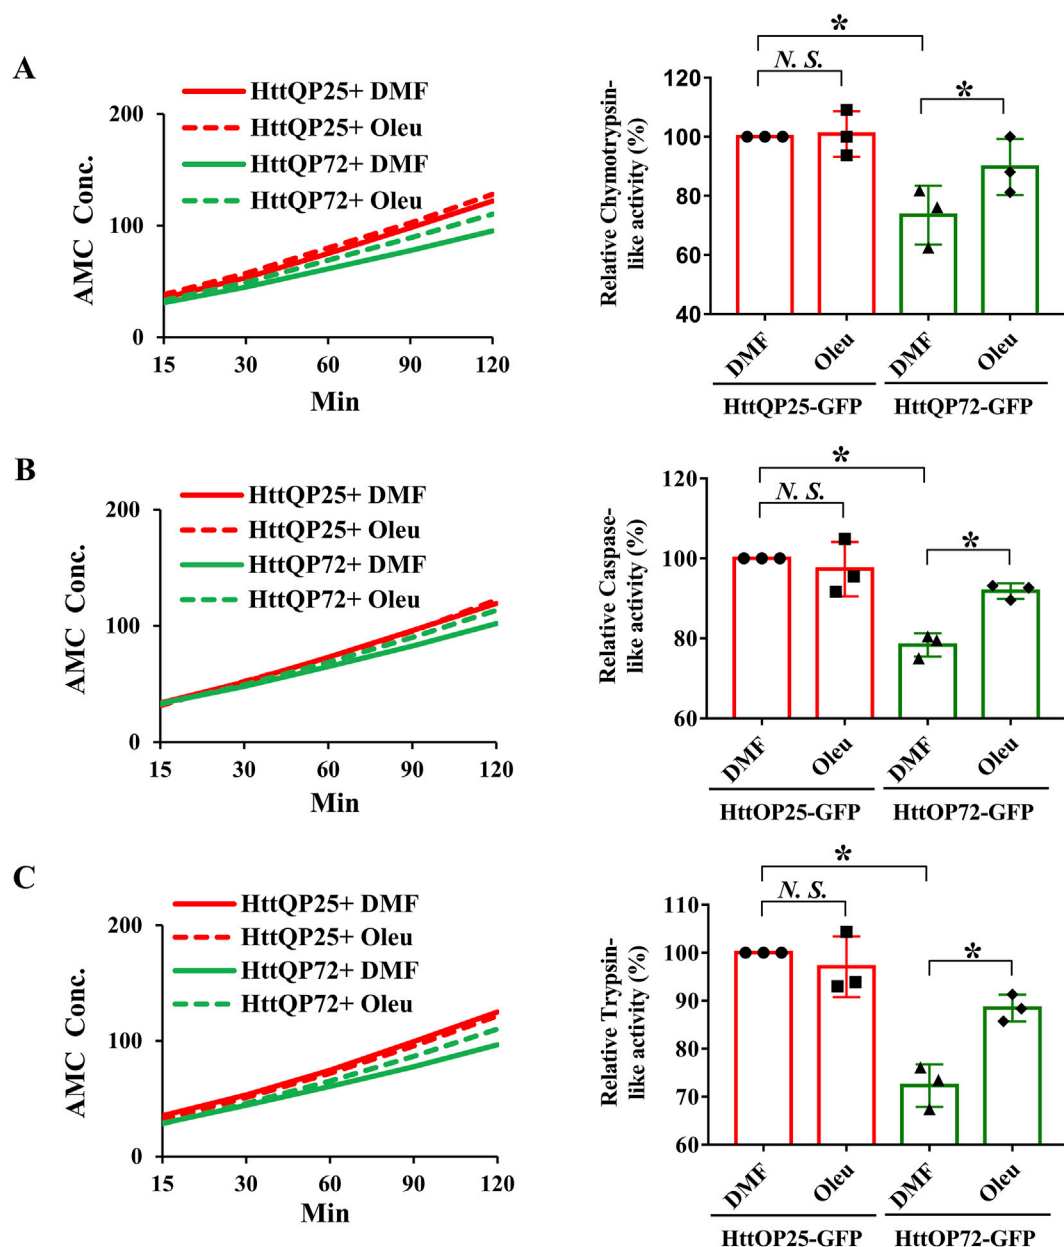 A
HttQP25+ DMF
HttQP25+ Oleu
HttQP72+ DMF
HttQP72+ Oleu
AMC Conc.
200
100
0
15 30 60 90 120
Min
Relative Chymotrypsin-
like activity (%)
*
N. S.
*
120
100
80
60
40
DMF Oleu DMF Oleu
HttQP25-GFP HttQP72-GFP
B
HttQP25+ DMF
HttQP25+ Oleu
HttQP72+ DMF
HttQP72+ Oleu
AMC Conc.
200
100
0
15 30 60 90 120
Min
Relative Caspase-
like activity (%)
*
N. S.
*
120
100
80
60
DMF Oleu DMF Oleu
HttOP25-GFP HttOP72-GFP
C
HttQP25+ DMF
HttQP25+ Oleu
HttQP72+ DMF
HttQP72+ Oleu
AMC Conc.
200
100
0
15 30 60 90 120
Min
Relative Trypsin-
like activity (%)
*
N. S.
*
110
100
90
80
70
60
DMF Oleu DMF Oleu
HttOP25-GFP HttOP72-GFP